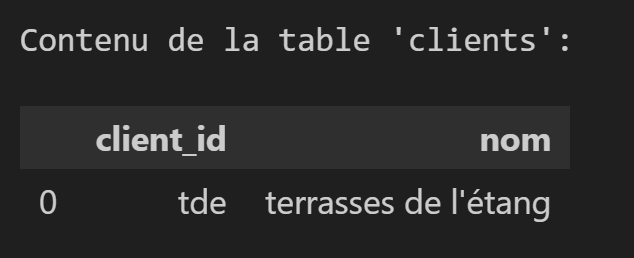 Contenu de la table 'clients':
client_id nom
0 tde terrasses de l'étang